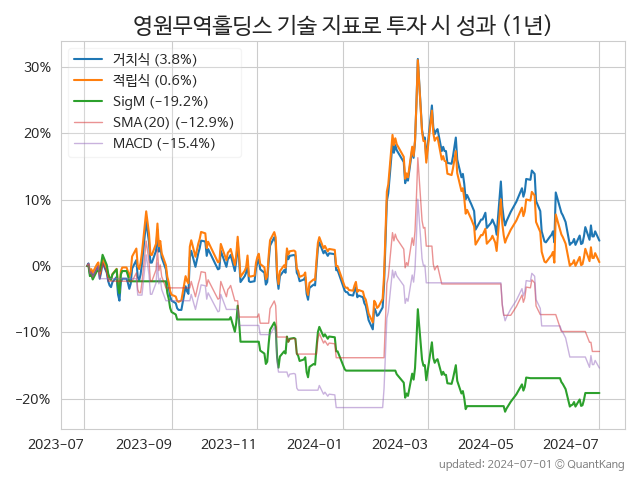 영원무역홀딩스 기술 지표로 투자 시 성과 (1년)
거치식 (3.8%)
적립식 (0.6%)
SigM (−19.2%)
SMA(20) (−12.9%)
MACD (−15.4%)
30%
20%
10%
0%
−10%
−20%
2023-07 2023-09 2023-11 2024-01 2024-03 2024-05 2024-07
updated: 2024-07-01 © QuantKang